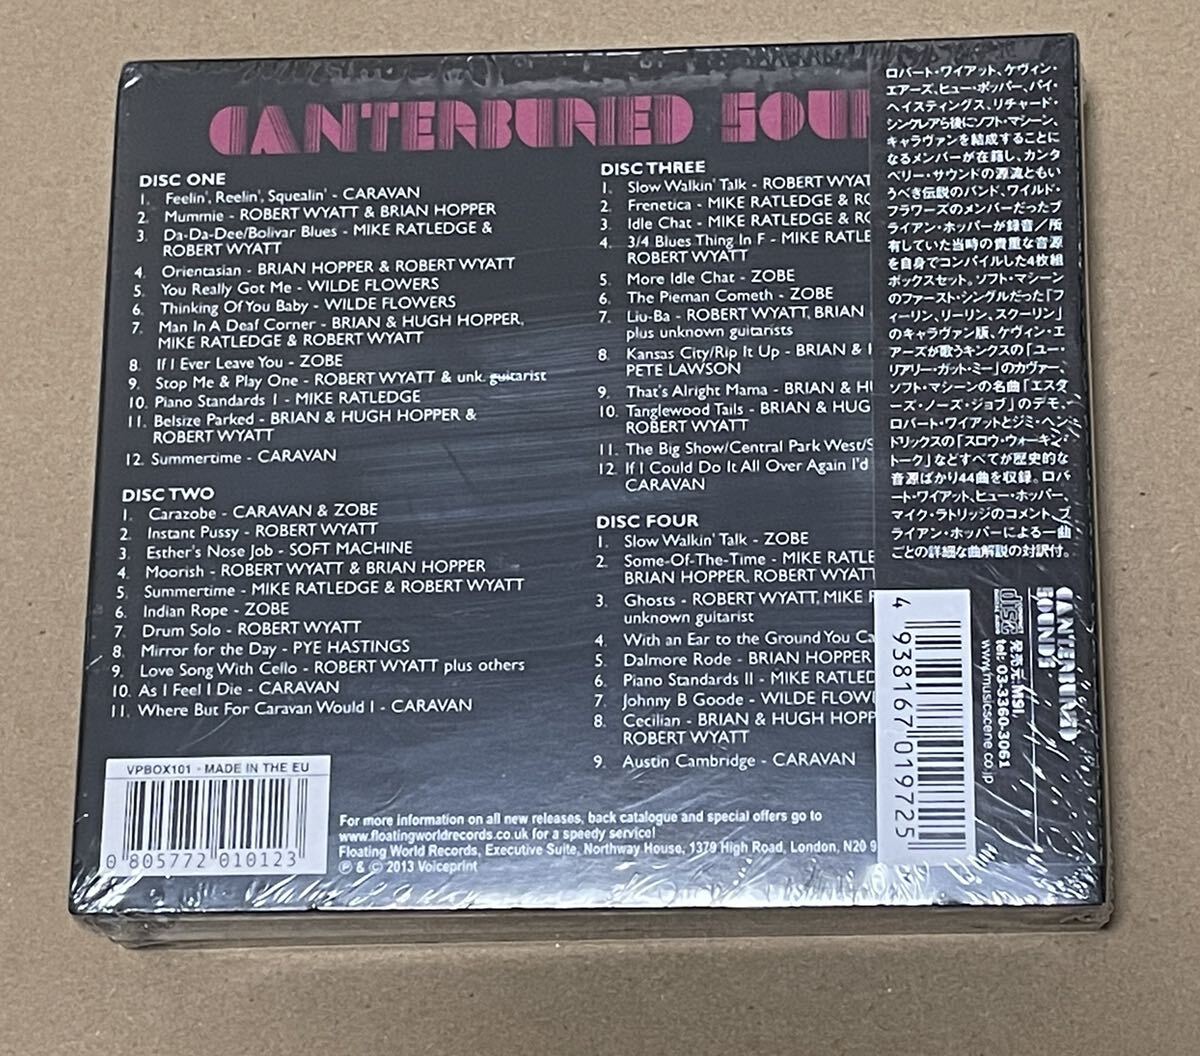 CANTERBURIED SOUN
DISC ONE
1. Feelin', Reelin', Squealin' - CARAVAN
2. Mummie - ROBERT WYATT & BRIAN HOPPER
3. Da-Da-Dee/Bolivar Blues - MIKE RATLEDGE &
ROBERT WYATT
4. Orientasian - BRIAN HOPPER & ROBERT WYATT
5. You Really Got Me - WILDE FLOWERS
6. Thinking Of You Baby - WILDE FLOWERS
7. Man In A Deaf Corner - BRIAN & HUGH HOPPER,
MIKE RATLEDGE & ROBERT WYATT
8. If I Ever Leave You - ZOBE
9. Stop Me & Play One - ROBERT WYATT & unk. guitarist
10. Piano Standards I - MIKE RATLEDGE
11. Belsize Parked - BRIAN & HUGH HOPPER &
ROBERT WYATT
12. Summertime - CARAVAN
DISC TWO
1. Carazobe - CARAVAN & ZOBE
2. Instant Pussy - ROBERT WYATT
3. Esther's Nose Job - SOFT MACHINE
4. Moorish - ROBERT WYATT & BRIAN HOPPER
5. Summertime - MIKE RATLEDGE & ROBERT WYATT
6. Indian Rope - ZOBE
7. Drum Solo - ROBERT WYATT
8. Mirror for the Day - PYE HASTINGS
9. Love Song With Cello - ROBERT WYATT plus others
10. As I Feel I Die - CARAVAN
11. Where But For Caravan Would I - CARAVAN
DISC THREE
1. Slow Walkin' Talk - ROBERT WYAT
2. Frenetica - MIKE RATLEDGE & RO
3. Idle Chat - MIKE RATLEDGE & RO
4. 3/4 Blues Thing In F - MIKE RATLE
ROBERT WYATT
5. More Idle Chat - ZOBE
6. The Pieman Cometh - ZOBE
7. Liu-Ba - ROBERT WYATT, BRIAN
plus unknown guitarists
8. Kansas City/Rip It Up - BRIAN &
PETE LAWSON
9. That's Alright Mama - BRIAN & HU
10. Tanglewood Tails - BRIAN & HUG
ROBERT WYATT
11. The Big Show/Central Park West/S
12. If I Could Do It All Over Again I'd
CARAVAN
DISC FOUR
1. Slow Walkin' Talk - ZOBE
2. Some-Of-The-Time - MIKE RATLE
BRIAN HOPPER, ROBERT WYATT
3. Ghosts - ROBERT WYATT, MIKE R
unknown guitarist
4. With an Ear to the Ground You Ca
5. Dalmore Rode - BRIAN HOPPER
6. Piano Standards II - MIKE RATLED
7. Johnny B Goode - WILDE FLOW
8. Cecilian - BRIAN & HUGH HOPP
ROBERT WYATT
9. Austin Cambridge - CARAVAN
VPBOX101 - MADE IN THE EU
0 805772 010123
For more information on all new releases, back catalogue and special offers go to
www.floatingworldrecords.co.uk for a speedy service!
Floating World Records, Executive Suite, Northway House, 1379 High Road, London, N20 9
℗ & © 2013 Voiceprint
ロバート・ワイアット、ケヴィン・
エアーズ、ヒュー・ホッパー、パイ・
ヘイスティングス、リチャード・
シンクレアら後にソフト・マシーン、
キャラヴァンを結成することに
なるメンバーが在籍し、カンタ
ベリー・サウンドの源流ともい
うべき伝説のバンド、ワイルド・
フラワーズのメンバーだったブ
ライアン・ホッパーが録音／所
有していた当時の貴重な音源
を自身でコンパイルした4枚組
ボックスセット。ソフト・マシーン
のファースト・シングルだった「フ
ィーリン、リーリン、スクーリン」
のキャラヴァン版、ケヴィン・エ
アーズが歌うキンクスの「ユー・
リアリー・ガット・ミー」のカヴァー、
ソフト・マシーンの名曲「エスタ
ーズ・ノーズ・ジョブ」のデモ、
ロバート・ワイアットとジミ・ヘン
ドリックスの「スロウ・ウォーキン・
トーク」などすべてが歴史的な
音源ばかり44曲を収録。ロバ
ート・ワイアット、ヒュー・ホッパー、
マイク・ラトリッジのコメント、ブ
ライアン・ホッパーによる一曲
ごとの詳細な曲解説の対訳付。
4 938167 019725
disc
発売元:M9I,
tel: 03-3360-3061
www.musicscene.co.jp
CANTERBURIED
SOUNDS